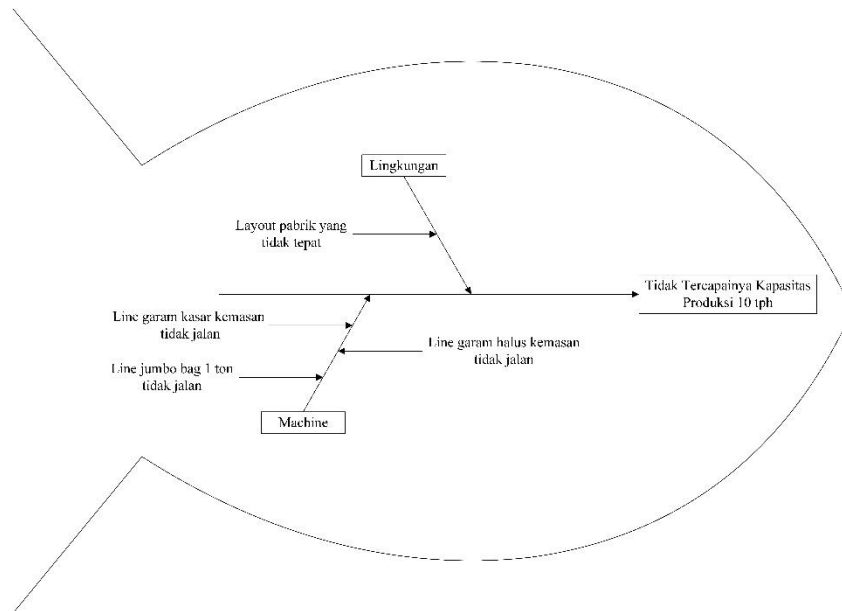 Lingkungan
Layout pabrik yang
tidak tepat
Tidak Tercapainya Kapasitas
Produksi 10 tph
Line garam kasar kemasan
tidak jalan
Line garam halus kemasan
tidak jalan
Line jumbo bag 1 ton
tidak jalan
Machine